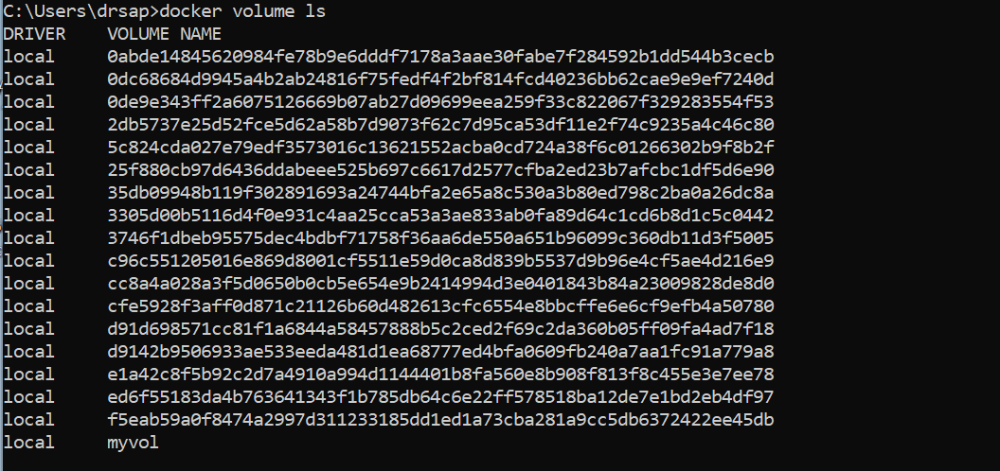 C:\Users\drsap>docker volume ls
DRIVER    VOLUME NAME
local     0abde14845620984fe78b9e6dddf7178a3aae30fabe7f284592b1dd544b3cecb
local     0dc68684d9945a4b2ab24816f75fedf4f2bf814fcd40236bb62cae9e9ef7240d
local     0de9e343ff2a6075126669b07ab27d09699eea259f33c822067f329283554f53
local     2db5737e25d52fce5d62a58b7d9073f62c7d95ca53df11e2f74c9235a4c46c80
local     5c824cda027e79edf3573016c13621552acba0cd724a38f6c01266302b9f8b2f
local     25f880cb97d6436ddabeee525b697c6617d2577cfba2ed23b7afcbc1df5d6e90
local     35db09948b119f302891693a24744bfa2e65a8c530a3b80ed798c2ba0a26dc8a
local     3305d00b5116d4f0e931c4aa25cca53a3ae833ab0fa89d64c1cd6b8d1c5c0442
local     3746f1dbeb95575dec4bdbf71758f36aa6de550a651b96099c360db11d3f5005
local     c96c551205016e869d8001cf5511e59d0ca8d839b5537d9b96e4cf5ae4d216e9
local     cc8a4a028a3f5d0650b0cb5e654e9b2414994d3e0401843b84a23009828de8d0
local     cfe5928f3aff0d871c21126b60d482613cfc6554e8bbcffe6e6cf9efb4a50780
local     d91d698571cc81f1a6844a58457888b5c2ced2f69c2da360b05ff09fa4ad7f18
local     d9142b9506933ae533eeda481d1ea68777ed4bfa0609fb240a7aa1fc91a779a8
local     e1a42c8f5b92c2d7a4910a994d1144401b8fa560e8b908f813f8c455e3e7ee78
local     ed6f55183da4b763641343f1b785db64c6e22ff578518ba12de7e1bd2eb4df97
local     f5eab59a0f8474a2997d311233185dd1ed1a73cba281a9cc5db6372422ee45db
local     myvol